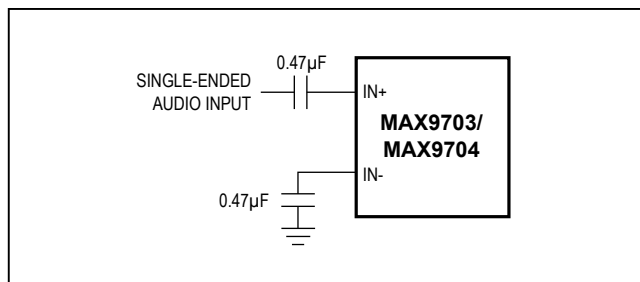 0.47µF
SINGLE-ENDED
AUDIO INPUT
IN+
MAX9703/
MAX9704
IN-
0.47µF